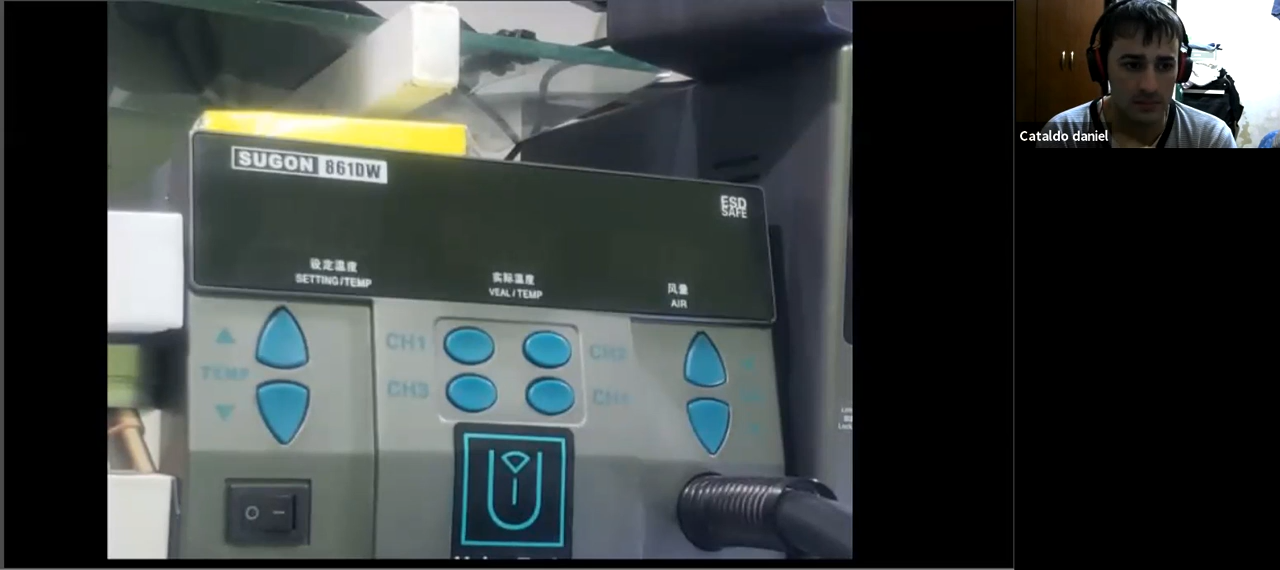 SUGON 861DW
ESD
SAFE
设定温度
SETTING/TEMP
实际温度
VEAL/TEMP
风量
AIR
CH1
CH2
TEMP
CH3
CH4
Cataldo daniel